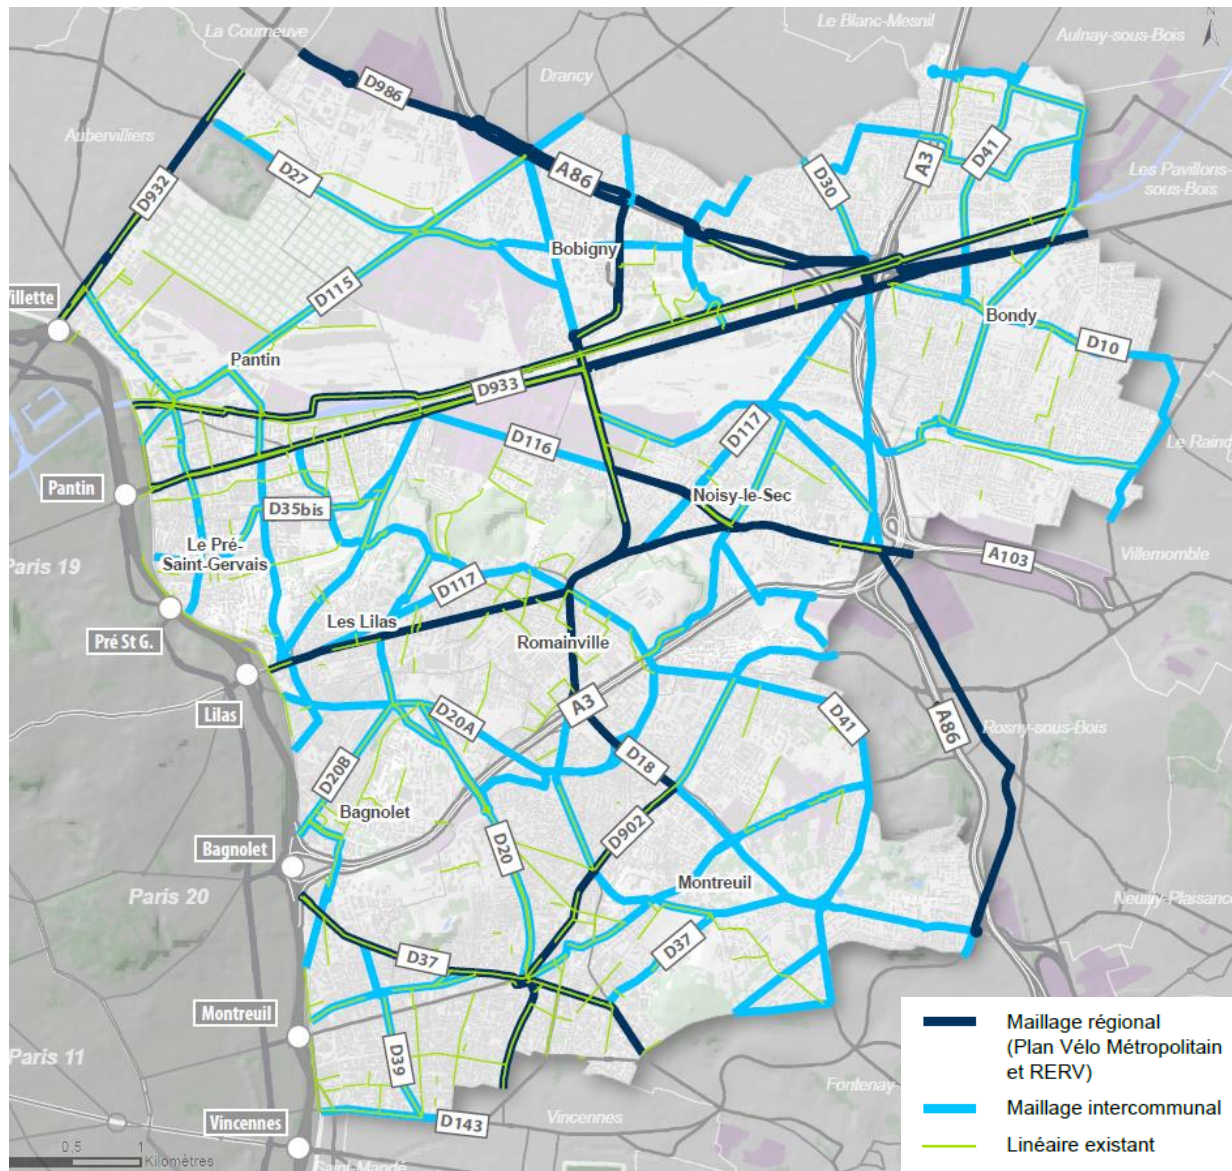 La Courneuve
Le Blanc-Mesnil
Aulnay-sous-Bois
N
Drancy
D986
Aubervilliers
D27
A86
D30
A3
D41
Les Pavillons-
sous-Bois
D932
Bobigny
D115
Villette
Bondy
D10
Pantin
D933
D116
D117
Le Rainc
Pantin
Noisy-le-Sec
D35bis
Le Pré-
Saint-Gervais
Paris 19
A103
Villemomble
D117
Pré St G.
Les Lilas
Romainville
Lilas
D20A
A3
D41
A86
Rosny-sous-Bois
D20B
D18
Bagnolet
D20
D902
Bagnolet
Montreuil
Paris 20
Neuilly-Plaisance
D37
D37
Montreuil
Paris 11
D39
Vincennes
D143
Vincennes
Fontenay
Saint-Mandé
0,5
1
Kilomètres
Maillage régional
(Plan Vélo Métropolitain
et RERV)
Maillage intercommunal
Linéaire existant